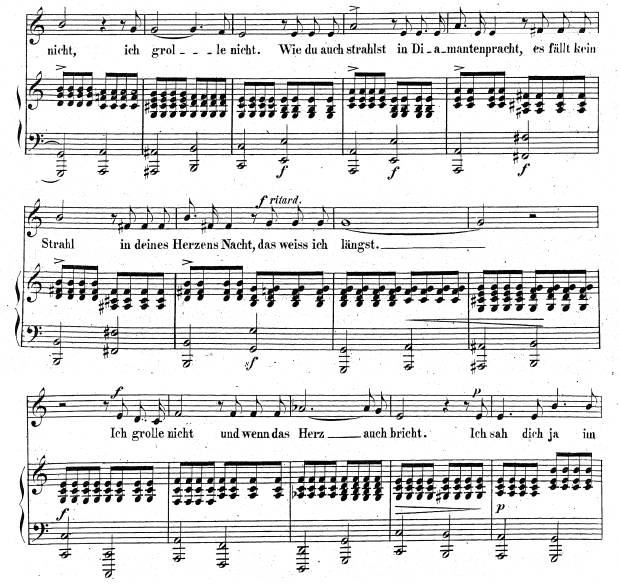 nicht, ich grol - - - le nicht. Wie du auch strahlst in Di-a-mantenpracht, es fällt kein
f f f
f ritard.
Strahl in deines Herzens Nacht, das weiss ich längst.
f
f p
Ich grolle nicht und wenn das Herz auch bricht. Ich sah dich ja im
f p